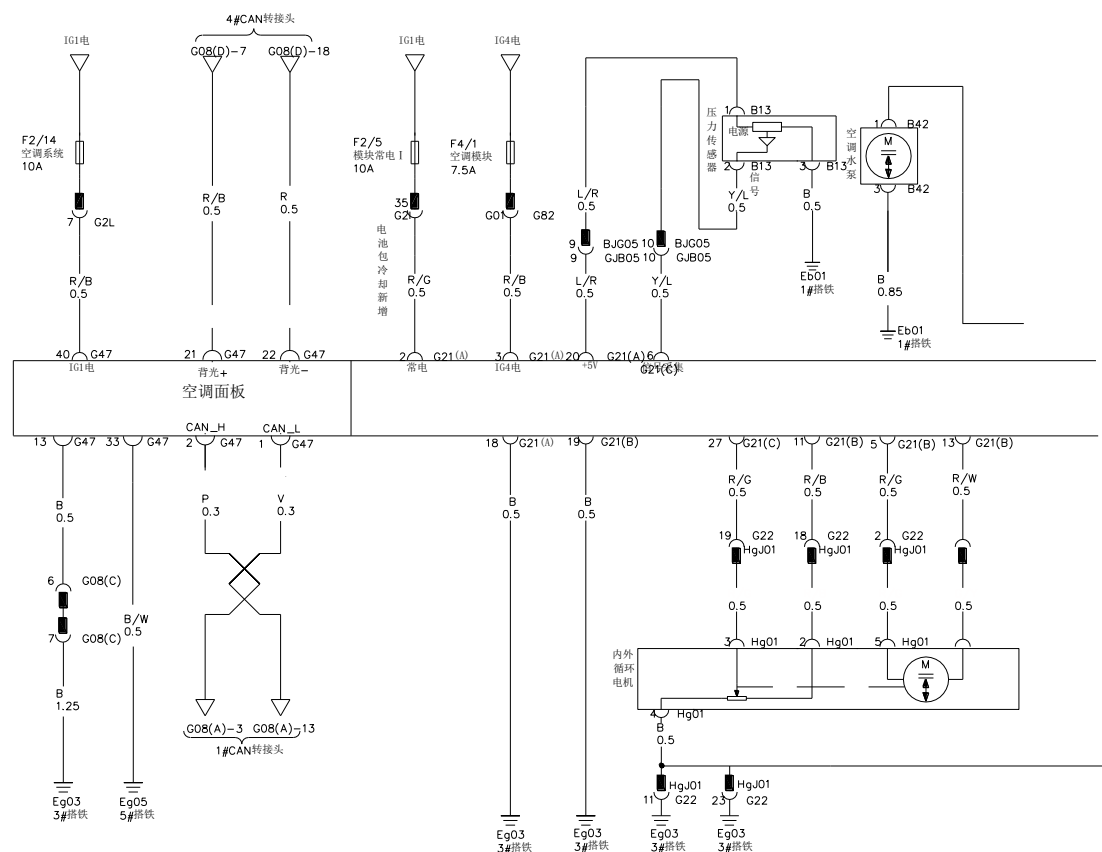 4#CAN转接头
IG1电
G08(D)-7
G08(D)-18
IG1电
IG4电
F2/14
空调系统
10A
F2/5
模块常电Ⅰ
10A
F4/1
空调模块
7.5A
压力传感器
1
B13
电源
2
B13
信号
3
B13
空调水泵
1
B42
M
3
B42
7
G2L
R/B
0.5
R
0.5
35
G2I
G01
G82
L/R
0.5
Y/L
0.5
B
0.5
电池包冷却新增
9
BJG05
9
GJB05
10
BJG05
10
GJB05
R/B
0.5
R/G
0.5
R/B
0.5
L/R
0.5
Y/L
0.5
Eb01
1#搭铁
B
0.85
Eb01
1#搭铁
40
G47
21
G47
22
G47
2
G21(A)
3
G21(A)
20
G21(A)
6
G21(C)
IG1电
背光+
背光-
常电
IG4电
+5V
空调面板
CAN_H
CAN_L
13
G47
33
G47
2
G47
1
G47
18
G21(A)
19
G21(B)
27
G21(C)
11
G21(B)
5
G21(B)
13
G21(B)
B
0.5
P
0.3
V
0.3
B
0.5
B
0.5
R/G
0.5
R/B
0.5
R/G
0.5
R/W
0.5
19
G22
HgJ01
18
G22
HgJ01
2
G22
HgJ01
6
G08(C)
7
G08(C)
B/W
0.5
0.5
0.5
0.5
0.5
3
Hg01
2
Hg01
5
Hg01
内外循环电机
M
4
Hg01
B
1.25
B
0.5
G08(A)-3
G08(A)-13
1#CAN转接头
HgJ01
11
G22
HgJ01
23
G22
Eg03
3#搭铁
Eg05
5#搭铁
Eg03
3#搭铁
Eg03
3#搭铁
Eg03
3#搭铁
Eg03
3#搭铁